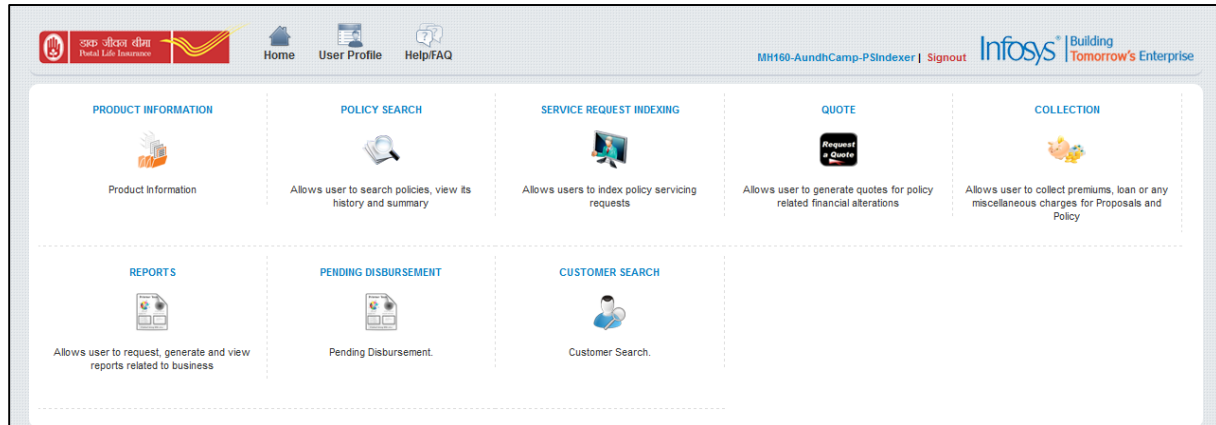 डाक जीवन बीमा
Postal Life Insurance
Home User Profile Help/FAQ
MH160-AundhCamp-PSIndexer | Signout
Infosys® | Building
Tomorrow's Enterprise
PRODUCT INFORMATION
Product Information
POLICY SEARCH
Allows user to search policies, view its
history and summary
SERVICE REQUEST INDEXING
Allows users to index policy servicing
requests
QUOTE
Request
a Quote
Allows user to generate quotes for policy
related financial alterations
COLLECTION
Allows user to collect premiums, loan or any
miscellaneous charges for Proposals and
Policy
REPORTS
Allows user to request, generate and view
reports related to business
PENDING DISBURSEMENT
Pending Disbursement.
CUSTOMER SEARCH
Customer Search.